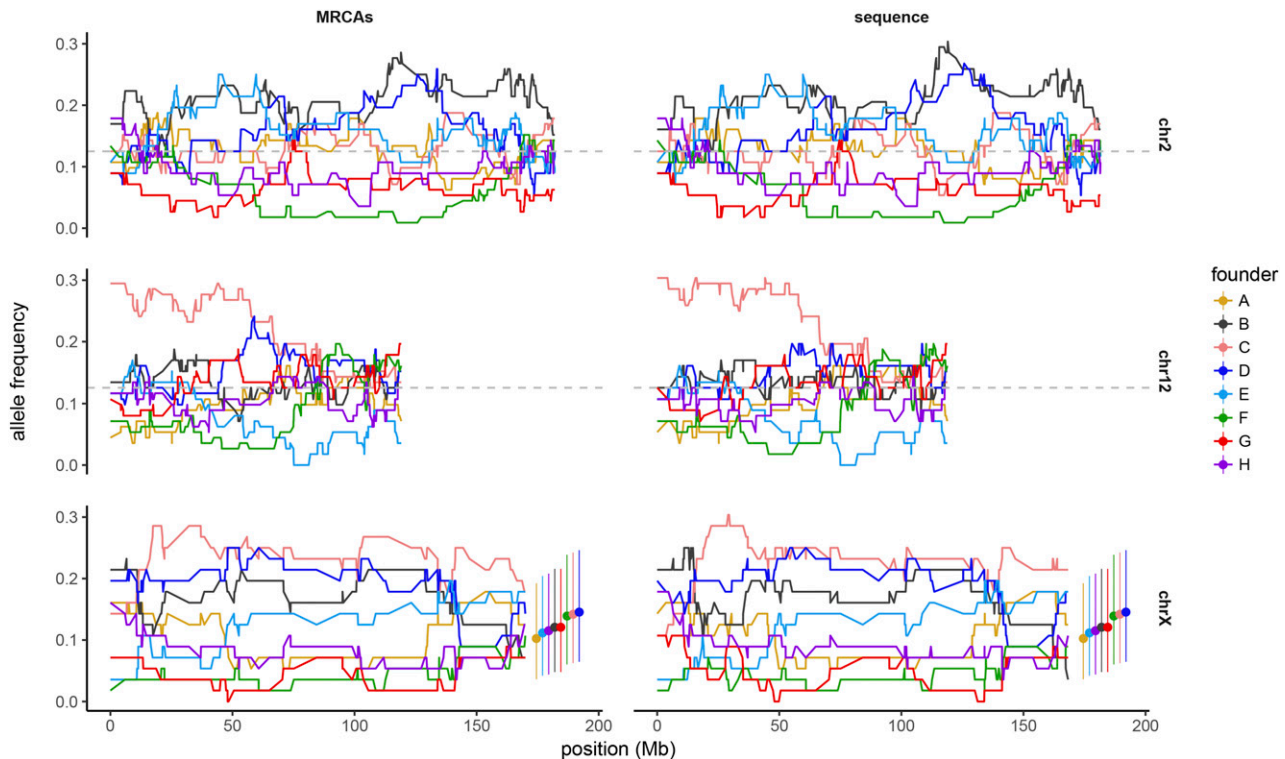 MRCAs sequence
0.3
0.2
0.1
0.0
chr2
allele frequency
0.3
0.2
0.1
0.0
chr12
founder
A
B
C
D
E
F
G
H
0.3
0.2
0.1
0.0
chrX
0 50 100 150 200 0 50 100 150 200
position (Mb)